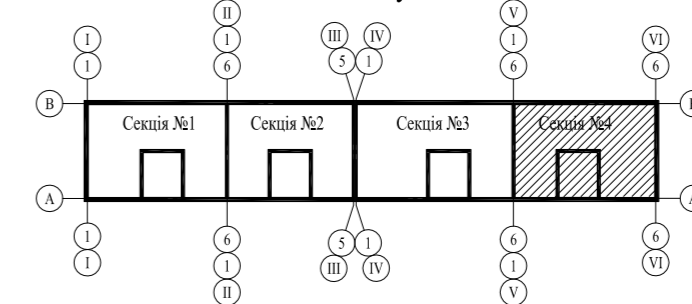 II V
I III IV VI
1 1 1
1 6 5 1 6 6
В
Секція №1 Секція №2 Секція №3 Секція №4
А
1 6 5 1 6 6
I 1 III IV 1 VI
II V